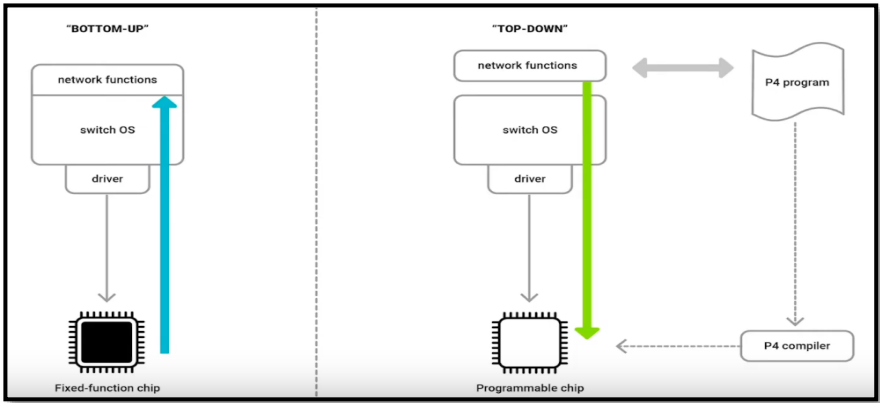 "BOTTOM-UP"
network functions
switch OS
driver
Fixed-function chip
"TOP-DOWN"
network functions
switch OS
driver
Programmable chip
P4 program
P4 compiler